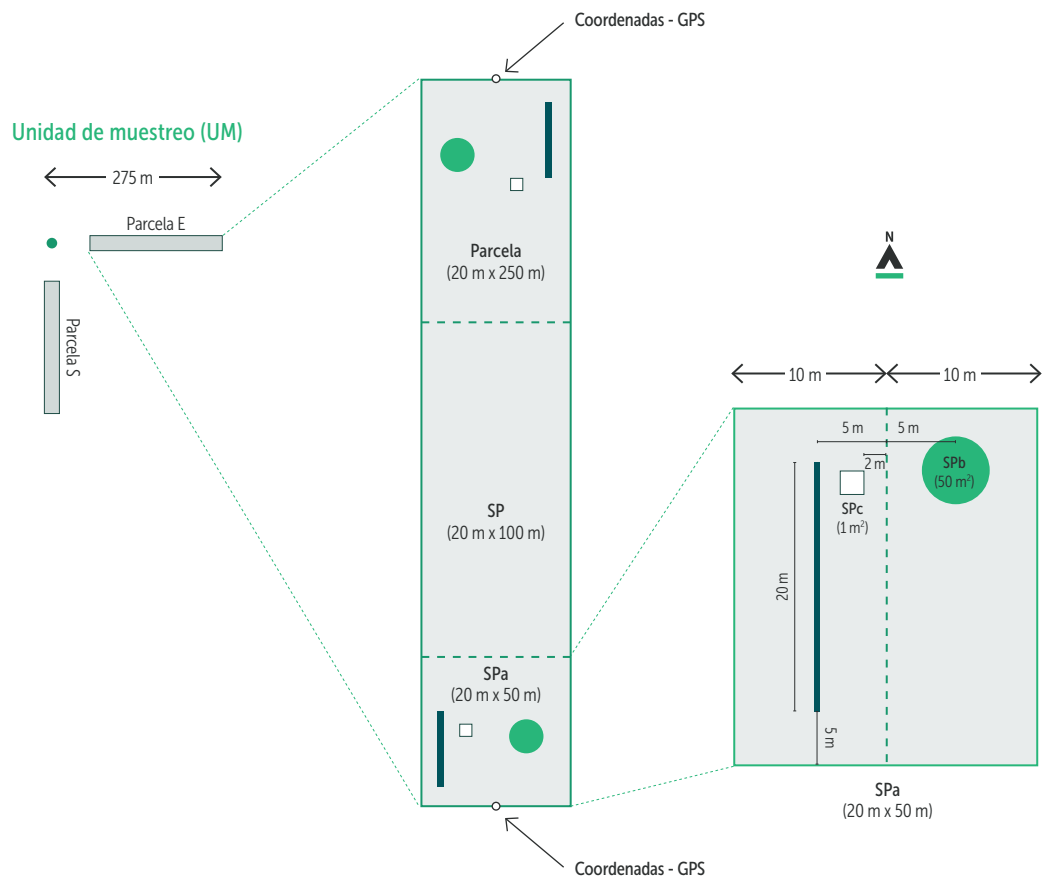 Coordenadas - GPS
Unidad de muestreo (UM)
275 m
Parcela E
Parcela S
Parcela
(20 m x 250 m)
SP
(20 m x 100 m)
SPa
(20 m x 50 m)
Coordenadas - GPS
N
10 m
10 m
5 m
5 m
2 m
SPb
(50 m²)
SPc
(1 m²)
20 m
5 m
SPa
(20 m x 50 m)